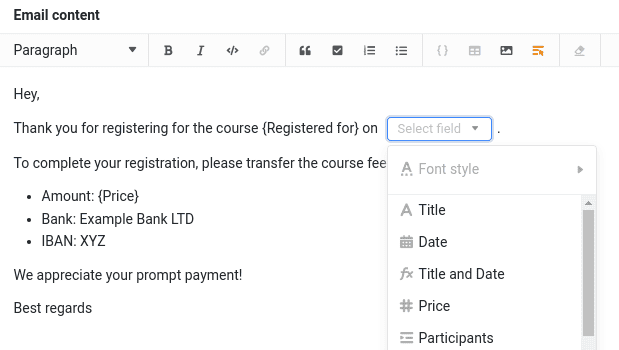 Email content
Paragraph B I </> {}
Hey,
Thank you for registering for the course {Registered for} on Select field .
To complete your registration, please transfer the course fee
Font style
• Amount: {Price}
Title
• Bank: Example Bank LTD
Date
• IBAN: XYZ
We appreciate your prompt payment!
Title and Date
Best regards
Price
Participants